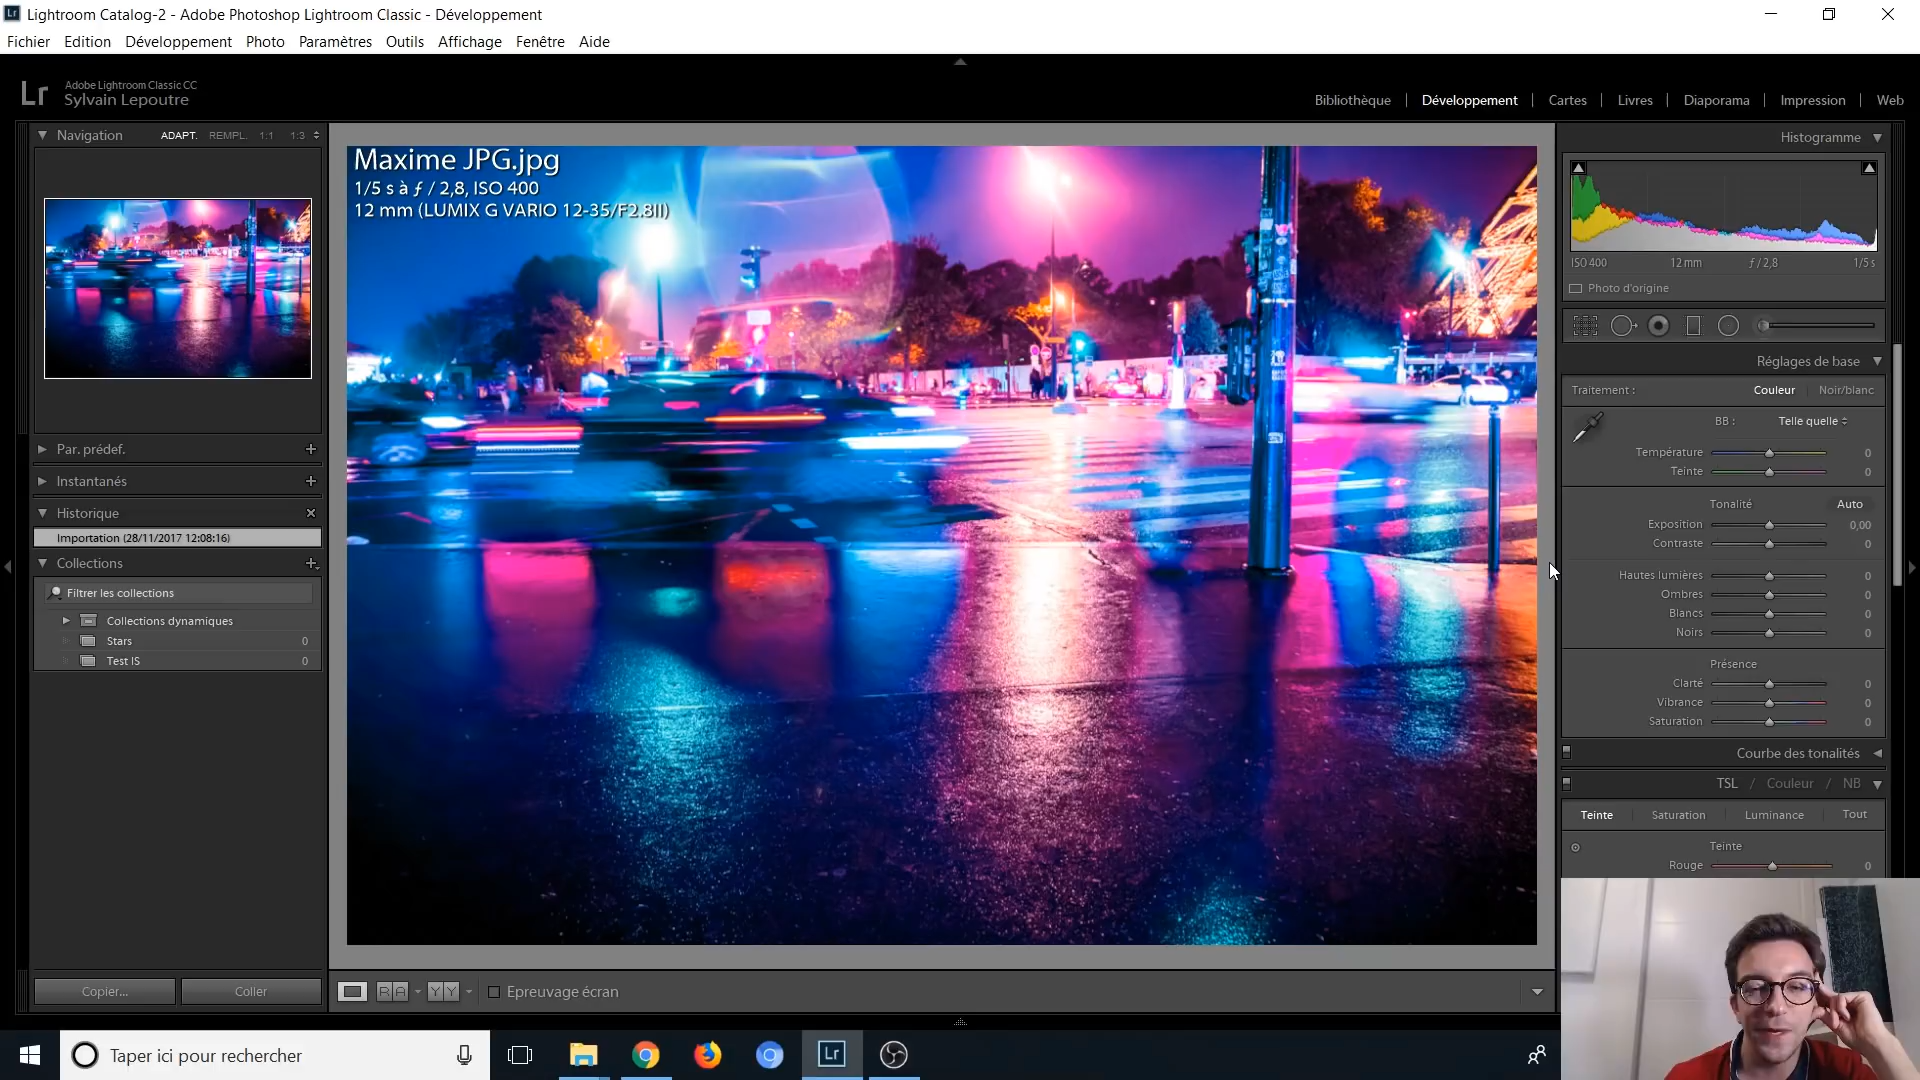 Lightroom Catalog-2 - Adobe Photoshop Lightroom Classic - Développement
Fichier Edition Développement Photo Paramètres Outils Affichage Fenêtre Aide
Lr Adobe Lightroom Classic CC
Sylvain Lepoutre
Bibliothèque | Développement | Cartes | Livres | Diaporama | Impression | Web
Navigation ADAPT. REMPL. 1:1 1:3
Par. prédef.
Instantanés
Historique
Importation (28/11/2017 12:08:16)
Collections
Filtrer les collections
Collections dynamiques
Stars 0
Test IS 0
Copier... Coller
Maxime JPG.jpg
1/5 s à ƒ / 2,8, ISO 400
12 mm (LUMIX G VARIO 12-35/F2.8II)
R A Y Y Epreuvage écran
Histogramme
ISO 400 12 mm ƒ / 2,8 1/5 s
Photo d'origine
Réglages de base
Traitement : Couleur Noir/blanc
BB : Telle quelle
Température 0
Teinte 0
Tonalité Auto
Exposition 0,00
Contraste 0
Hautes lumières 0
Ombres 0
Blancs 0
Noirs 0
Présence
Clarté 0
Vibrance 0
Saturation 0
Courbe des tonalités
TSL / Couleur / NB
Teinte Saturation Luminance Tout
Teinte
Rouge 0
Taper ici pour rechercher
Lr